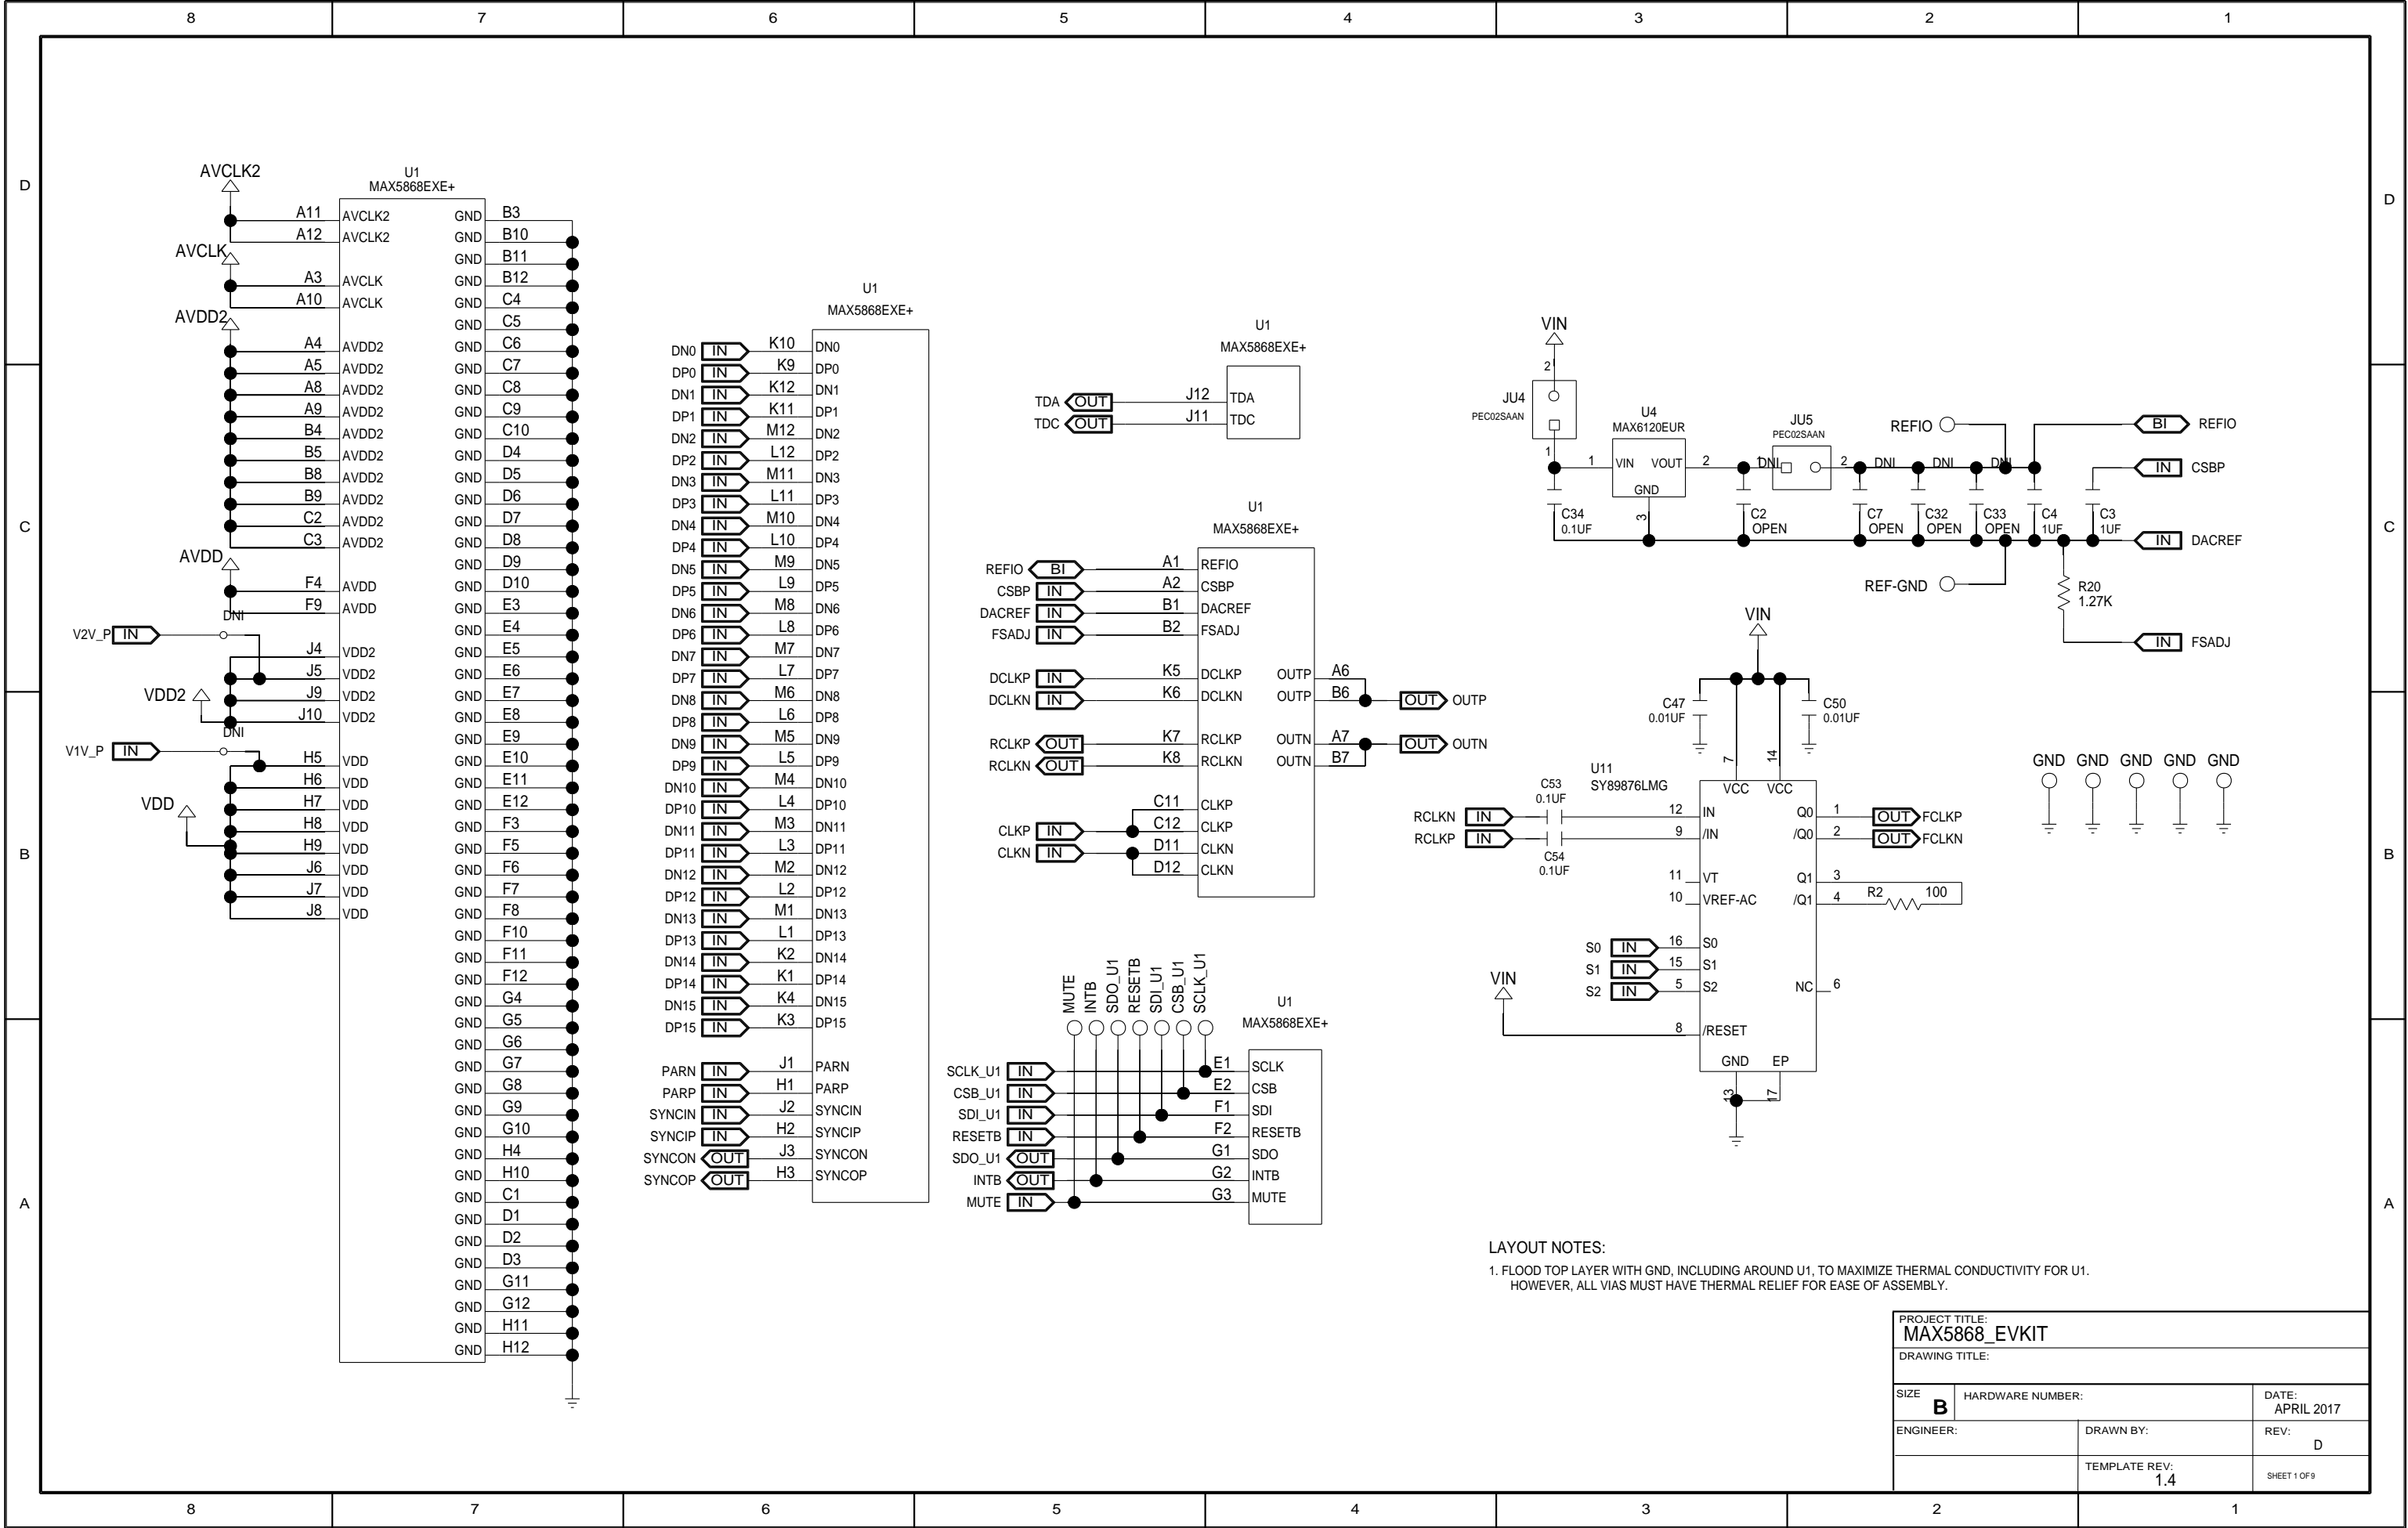 8 7 6 5 4 3 2 1
D
C
B
A
AVCLK2
AVCLK
AVDD2
AVDD
DNI
V2V_P IN
VDD2
DNI
V1V_P IN
VDD
U1
MAX5868EXE+
A11 AVCLK2 GND B3
A12 AVCLK2 GND B10
GND B11
A3 AVCLK GND B12
A10 AVCLK GND C4
GND C5
A4 AVDD2 GND C6
A5 AVDD2 GND C7
A8 AVDD2 GND C8
A9 AVDD2 GND C9
B4 AVDD2 GND C10
B5 AVDD2 GND D4
B8 AVDD2 GND D5
B9 AVDD2 GND D6
C2 AVDD2 GND D7
C3 AVDD2 GND D8
GND D9
F4 AVDD GND D10
F9 AVDD GND E3
GND E4
J4 VDD2 GND E5
J5 VDD2 GND E6
J9 VDD2 GND E7
J10 VDD2 GND E8
GND E9
H5 VDD GND E10
H6 VDD GND E11
H7 VDD GND E12
H8 VDD GND F3
H9 VDD GND F5
J6 VDD GND F6
J7 VDD GND F7
J8 VDD GND F8
GND F10
GND F11
GND F12
GND G4
GND G5
GND G6
GND G7
GND G8
GND G9
GND G10
GND H4
GND H10
GND C1
GND D1
GND D2
GND D3
GND G11
GND G12
GND H11
GND H12
U1
MAX5868EXE+
DN0 IN K10 DN0
DP0 IN K9 DP0
DN1 IN K12 DN1
DP1 IN K11 DP1
DN2 IN M12 DN2
DP2 IN L12 DP2
DN3 IN M11 DN3
DP3 IN L11 DP3
DN4 IN M10 DN4
DP4 IN L10 DP4
DN5 IN M9 DN5
DP5 IN L9 DP5
DN6 IN M8 DN6
DP6 IN L8 DP6
DN7 IN M7 DN7
DP7 IN L7 DP7
DN8 IN M6 DN8
DP8 IN L6 DP8
DN9 IN M5 DN9
DP9 IN L5 DP9
DN10 IN M4 DN10
DP10 IN L4 DP10
DN11 IN M3 DN11
DP11 IN L3 DP11
DN12 IN M2 DN12
DP12 IN L2 DP12
DN13 IN M1 DN13
DP13 IN L1 DP13
DN14 IN K2 DN14
DP14 IN K1 DP14
DN15 IN K4 DN15
DP15 IN K3 DP15
PARN IN J1 PARN
PARP IN H1 PARP
SYNCIN IN J2 SYNCIN
SYNCIP IN H2 SYNCIP
SYNCON OUT J3 SYNCON
SYNCOP OUT H3 SYNCOP
U1
MAX5868EXE+
TDA OUT J12 TDA
TDC OUT J11 TDC
U1
MAX5868EXE+
REFIO BI A1 REFIO
CSBP IN A2 CSBP
DACREF IN B1 DACREF
FSADJ IN B2 FSADJ
DCLKP IN K5 DCLKP OUTP A6
DCLKN IN K6 DCLKN OUTP B6 OUT OUTP
RCLKP OUT K7 RCLKP OUTN A7 OUT OUTN
RCLKN OUT K8 RCLKN OUTN B7
C11 CLKP
CLKP IN C12 CLKP
CLKN IN D11 CLKN
D12 CLKN
MUTE INTB SDO_U1 RESETB SDI_U1 CSB_U1 SCLK_U1
U1
MAX5868EXE+
SCLK_U1 IN E1 SCLK
CSB_U1 IN E2 CSB
SDI_U1 IN F1 SDI
RESETB IN F2 RESETB
SDO_U1 OUT G1 SDO
INTB OUT G2 INTB
MUTE IN G3 MUTE
VIN
2
JU4
PEC02SAAN
1
U4
MAX6120EUR
1 VIN VOUT 2
GND
3
JU5
PEC02SAAN
1 2
DNI DNI DNI DNI
REFIO
BI REFIO
IN CSBP
C34
0.1UF
C2
OPEN
C7
OPEN
C32
OPEN
C33
OPEN
C4
1UF
C3
1UF
IN DACREF
REF-GND
R20
1.27K
IN FSADJ
VIN
C47
0.01UF
C50
0.01UF
7 14
U11
SY89876LMG
VCC VCC
C53
0.1UF
RCLKN IN 12 IN Q0 1 OUT FCLKP
RCLKP IN 9 /IN /Q0 2 OUT FCLKN
C54
0.1UF
11 VT Q1 3
10 VREF-AC /Q1 4 R2 100
S0 IN 16 S0
S1 IN 15 S1
S2 IN 5 S2 NC 6
VIN
8 /RESET
GND EP
13 17
GND GND GND GND GND
LAYOUT NOTES:
1. FLOOD TOP LAYER WITH GND, INCLUDING AROUND U1, TO MAXIMIZE THERMAL CONDUCTIVITY FOR U1.
HOWEVER, ALL VIAS MUST HAVE THERMAL RELIEF FOR EASE OF ASSEMBLY.
PROJECT TITLE:
MAX5868_EVKIT
DRAWING TITLE:
SIZE B HARDWARE NUMBER: DATE:
APRIL 2017
ENGINEER: DRAWN BY: REV:
D
TEMPLATE REV:
1.4 SHEET 1 OF 9
D
C
B
A
8 7 6 5 4 3 2 1